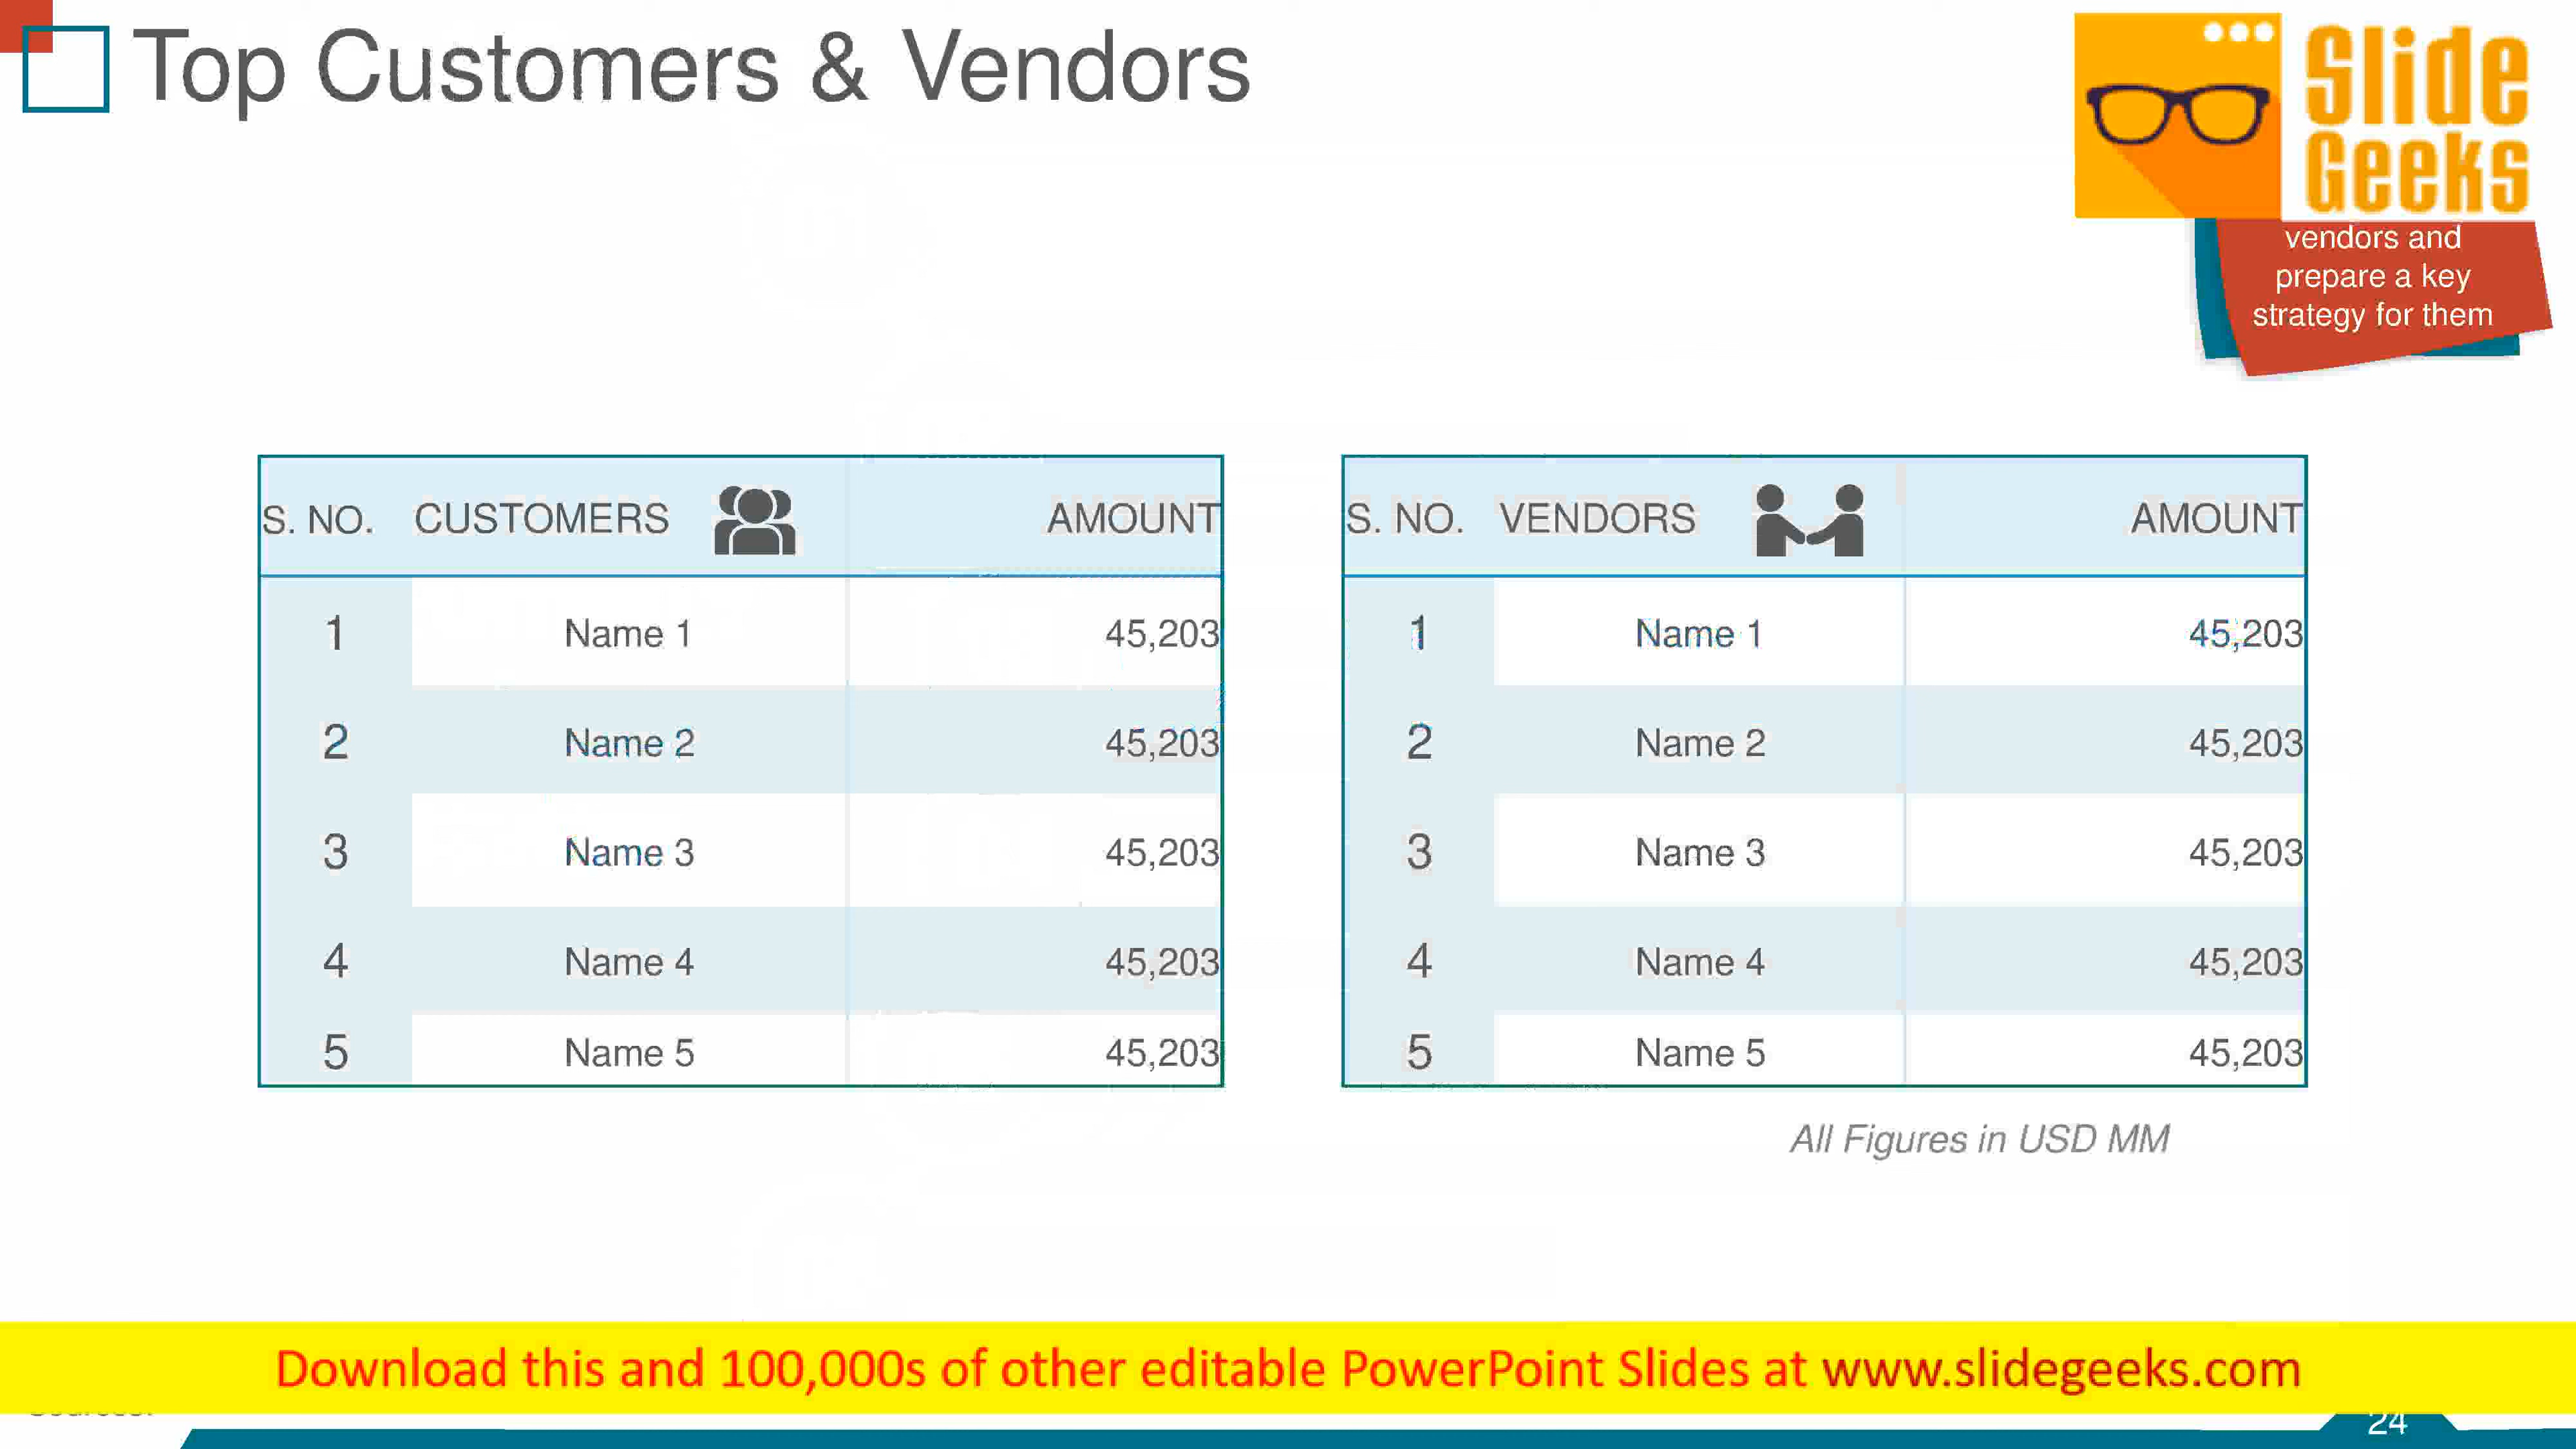 Top Customers & Vendors
Slide
Geeks
vendors and
prepare a key
strategy for them
S. NO. CUSTOMERS AMOUNT
1 Name 1 45,203
2 Name 2 45,203
3 Name 3 45,203
4 Name 4 45,203
5 Name 5 45,203
S. NO. VENDORS AMOUNT
1 Name 1 45,203
2 Name 2 45,203
3 Name 3 45,203
4 Name 4 45,203
5 Name 5 45,203
All Figures in USD MM
Download this and 100,000s of other editable PowerPoint Slides at www.slidegeeks.com
24